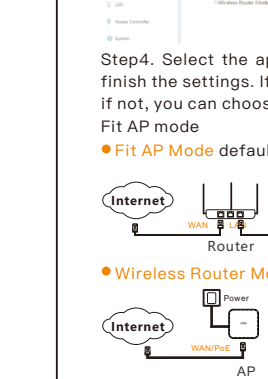 LED
Wireless Router Mode
Access Controller
System
Step4. Select the ap
finish the settings. If
if not, you can choos
Fit AP mode
Fit AP Mode defaul
Internet
WAN LAN
Router
Wireless Router Mo
Power
Internet
WAN/PoE
AP